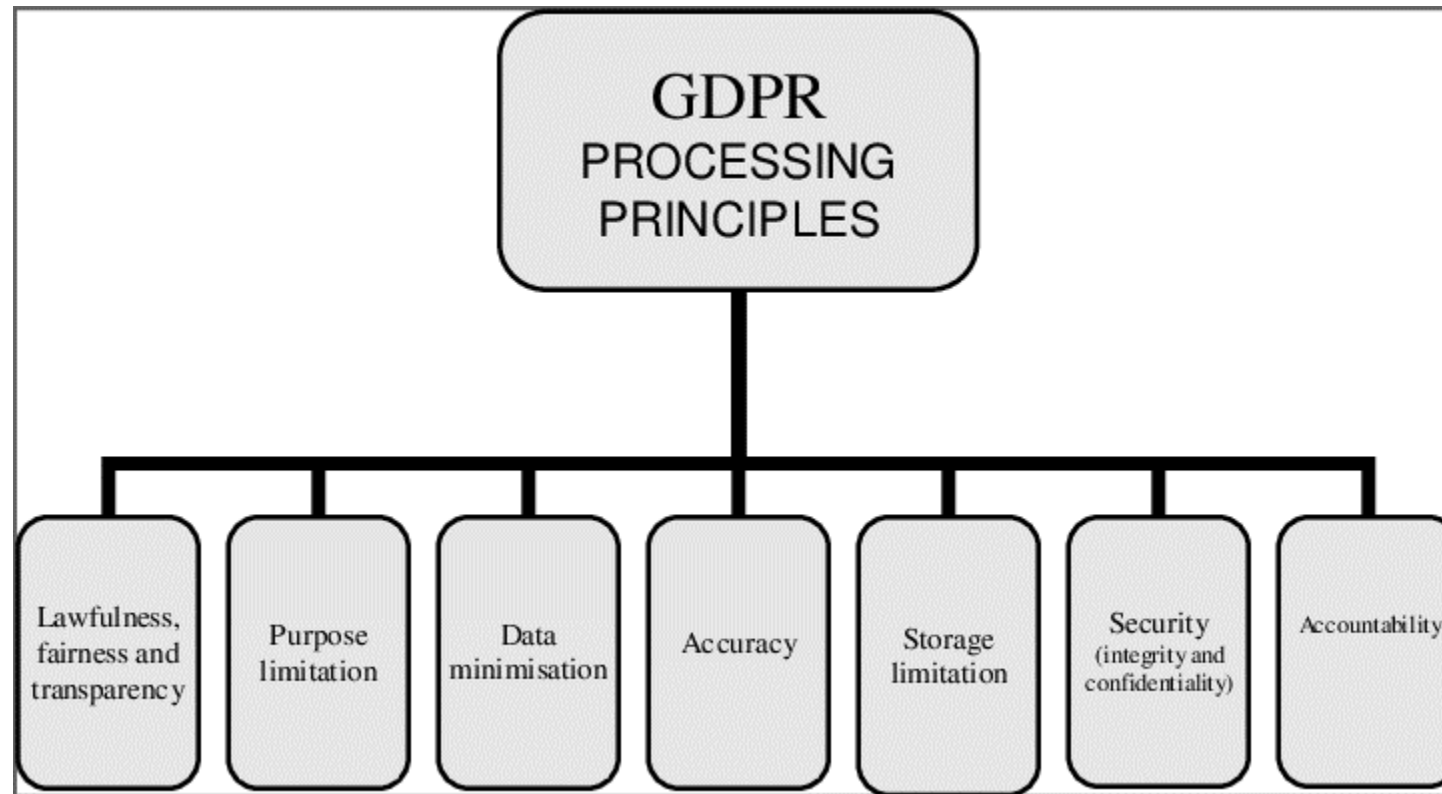 GDPR
PROCESSING
PRINCIPLES
Lawfulness,
fairness and
transparency
Purpose
limitation
Data
minimisation
Accuracy
Storage
limitation
Security
(integrity and
confidentiality)
Accountability